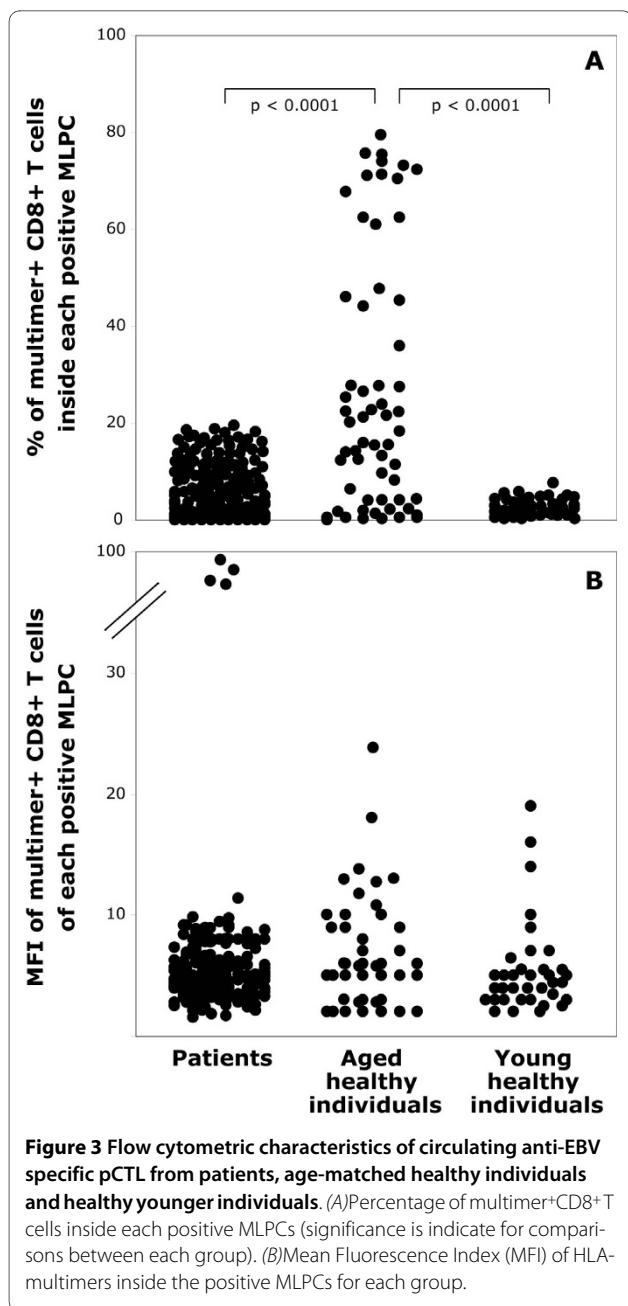 100
A
p < 0.0001
p < 0.0001
80
60
40
20
0
% of multimer+ CD8+ T cells
inside each positive MLPC
100
B
30
20
10
MFI of multimer+ CD8+ T cells
of each positive MLPC
Patients
Aged
healthy
individuals
Young
healthy
individuals
Figure 3 Flow cytometric characteristics of circulating anti-EBV
specific pCTL from patients, age-matched healthy individuals
and healthy younger individuals. (A)Percentage of multimer+CD8+ T
cells inside each positive MLPCs (significance is indicate for compari-
sons between each group). (B)Mean Fluorescence Index (MFI) of HLA-
multimers inside the positive MLPCs for each group.